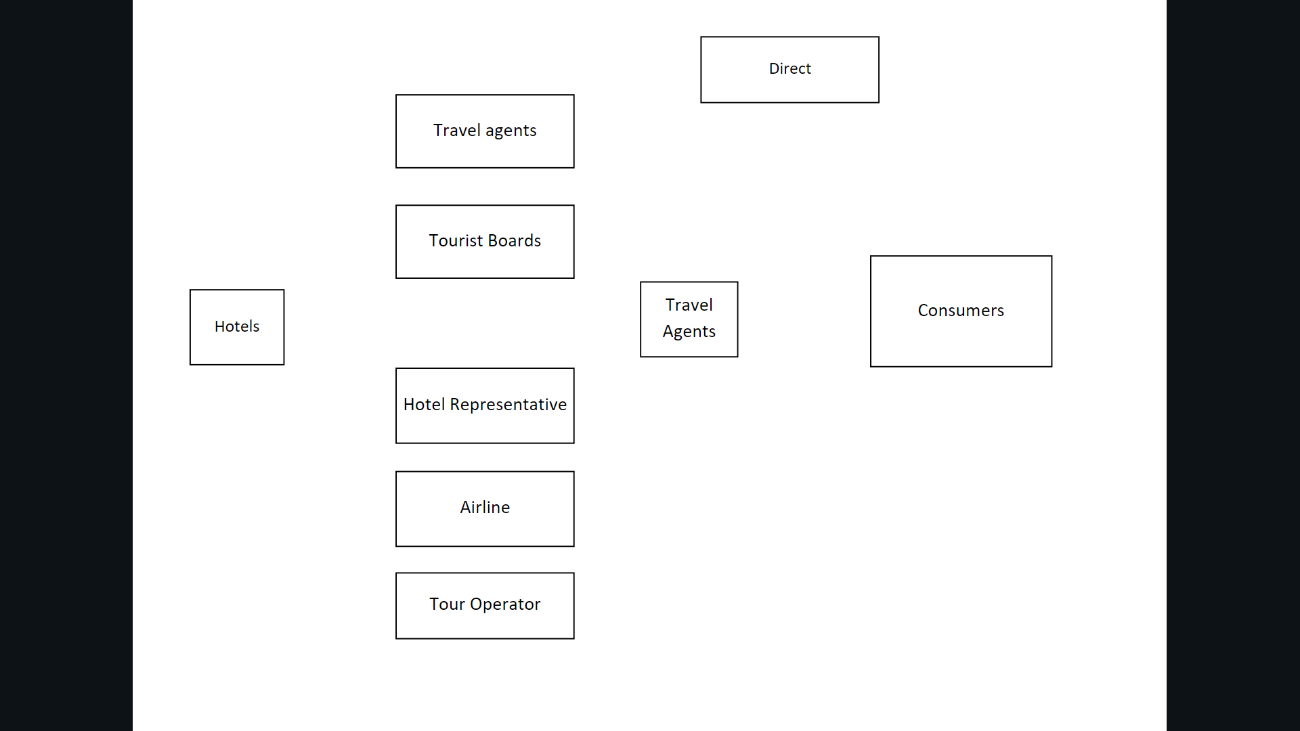 Direct
Travel agents
Tourist Boards
Hotels
Travel
Agents
Consumers
Hotel Representative
Airline
Tour Operator